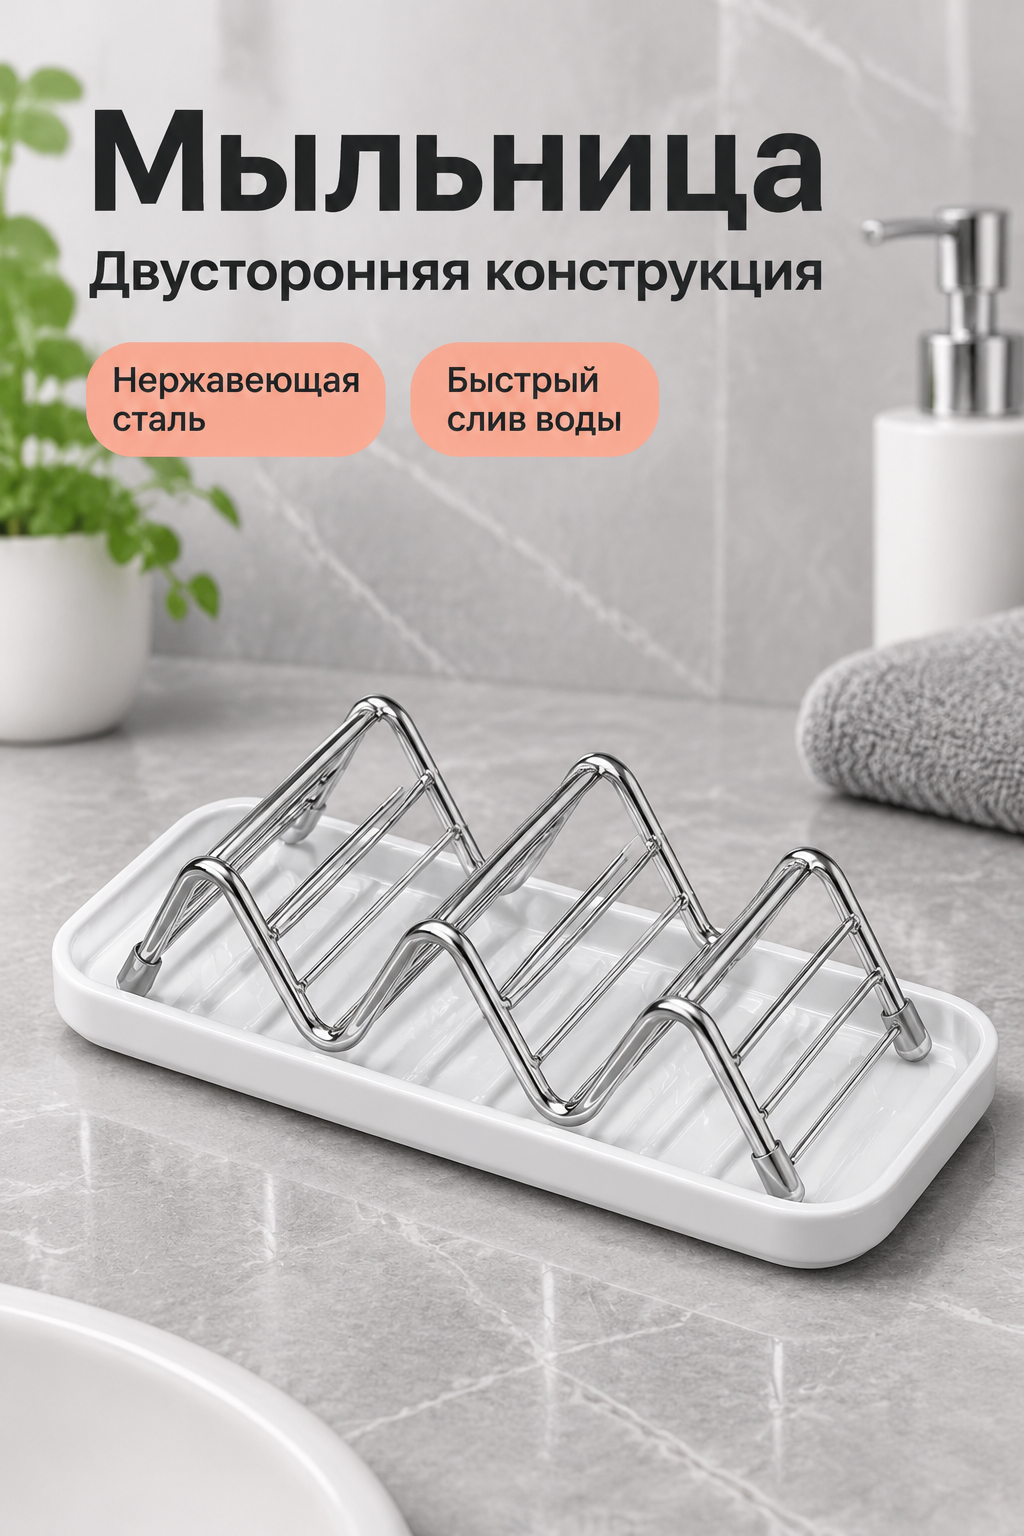 Мыльница
Двусторонняя конструкция
Нержавеющая
сталь
Быстрый
слив воды